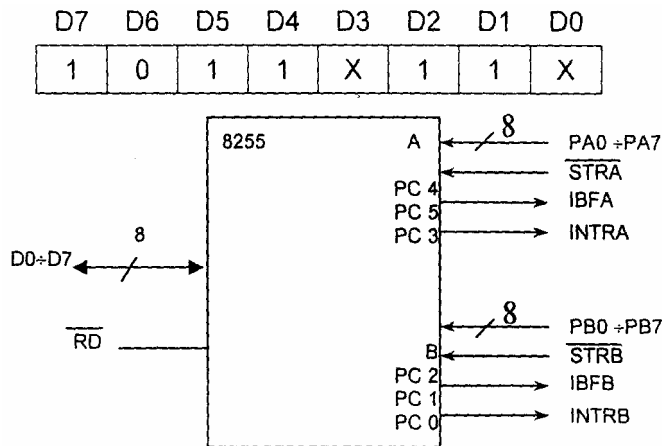 D7 D6 D5 D4 D3 D2 D1 D0
1 0 1 1 X 1 1 X
8255 A 8 PA0 ÷PA7
STRA
PC 4 IBFA
PC 5
PC 3 INTRA
8
D0÷D7
8 PB0 ÷PB7
RD
B STRB
PC 2 IBFB
PC 1
PC 0 INTRB